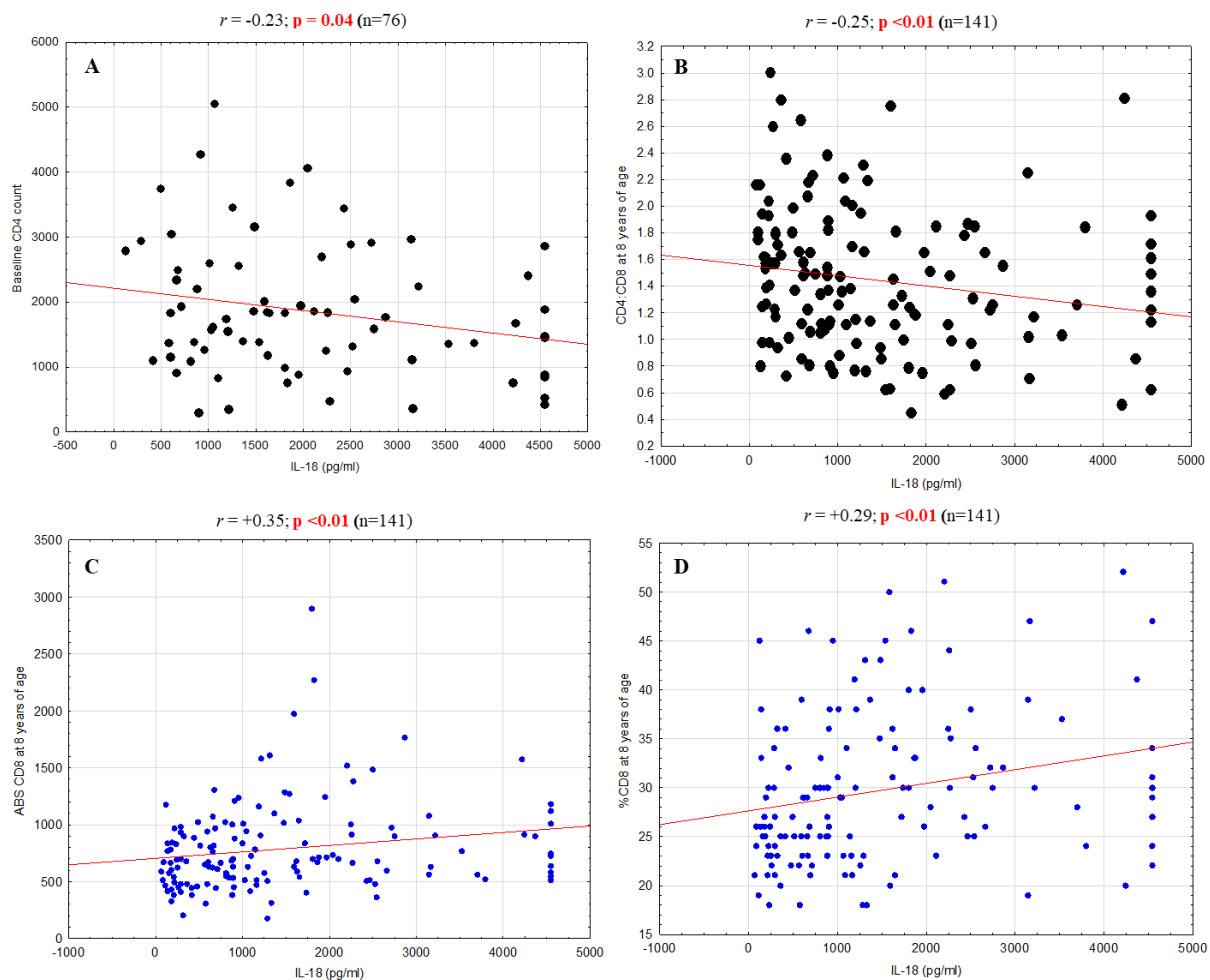 r = -0.23; p = 0.04 (n=76)
A
6000
5000
4000
3000
2000
1000
0
Baseline CD4 count
-500 0 500 1000 1500 2000 2500 3000 3500 4000 4500 5000
IL-18 (pg/ml)
r = -0.25; p <0.01 (n=141)
B
3.2
3.0
2.8
2.6
2.4
2.2
2.0
1.8
1.6
1.4
1.2
1.0
0.8
0.6
0.4
0.2
CD4:CD8 at 8 years of age
-1000 0 1000 2000 3000 4000 5000
IL-18 (pg/ml)
r = +0.35; p <0.01 (n=141)
C
3500
3000
2500
2000
1500
1000
500
0
ABS CD8 at 8 years of age
-1000 0 1000 2000 3000 4000 5000
IL-18 (pg/ml)
r = +0.29; p <0.01 (n=141)
D
55
50
45
40
35
30
25
20
15
%CD8 at 8 years of age
-1000 0 1000 2000 3000 4000 5000
IL-18 (pg/ml)